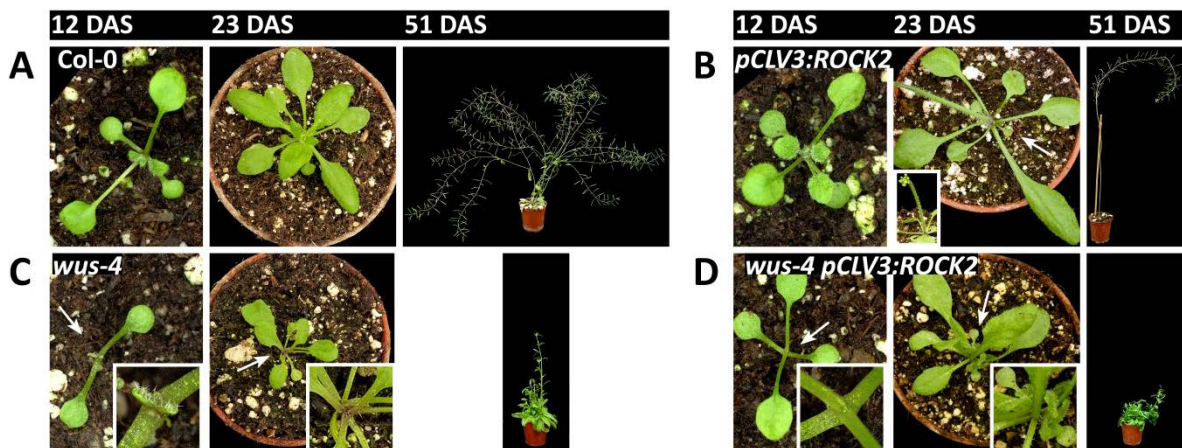 12 DAS 23 DAS 51 DAS
12 DAS 23 DAS 51 DAS
A Col-0
B pCLV3:ROCK2
C wus-4
D wus-4 pCLV3:ROCK2